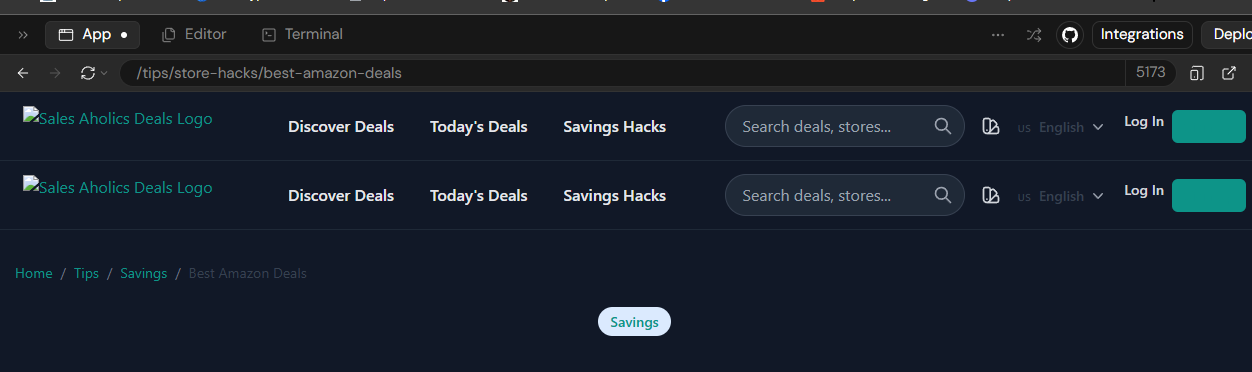 App
Editor
Terminal
Integrations
/tips/store-hacks/best-amazon-deals
5173
Sales Aholics Deals Logo
Discover Deals
Today's Deals
Savings Hacks
Search deals, stores...
us English
Log In
Sales Aholics Deals Logo
Discover Deals
Today's Deals
Savings Hacks
Search deals, stores...
us English
Log In
Home / Tips / Savings / Best Amazon Deals
Savings